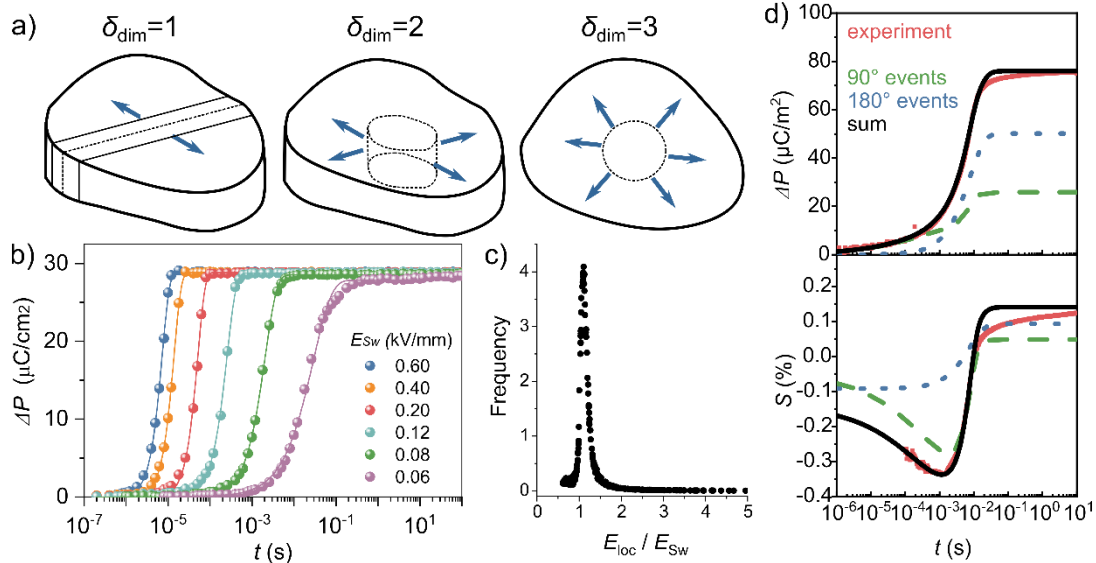 a)
δdim=1
δdim=2
δdim=3
b)
30
20
10
0
ΔP (μC/cm2)
ESw (kV/mm)
0.60
0.40
0.20
0.12
0.08
0.06
10-7
10-5
10-3
10-1
t (s)
c)
4
3
2
1
0
Frequency
0
1
2
3
4
5
Eloc / ESw
d)
100
80
60
40
20
0
ΔP (μC/m2)
experiment
90° events
180° events
sum
0.2
0.1
0.0
-0.1
-0.2
-0.3
-0.4
S (%)
10-6
10-5
10-4
10-3
10-2
10-1
100
101
t (s)